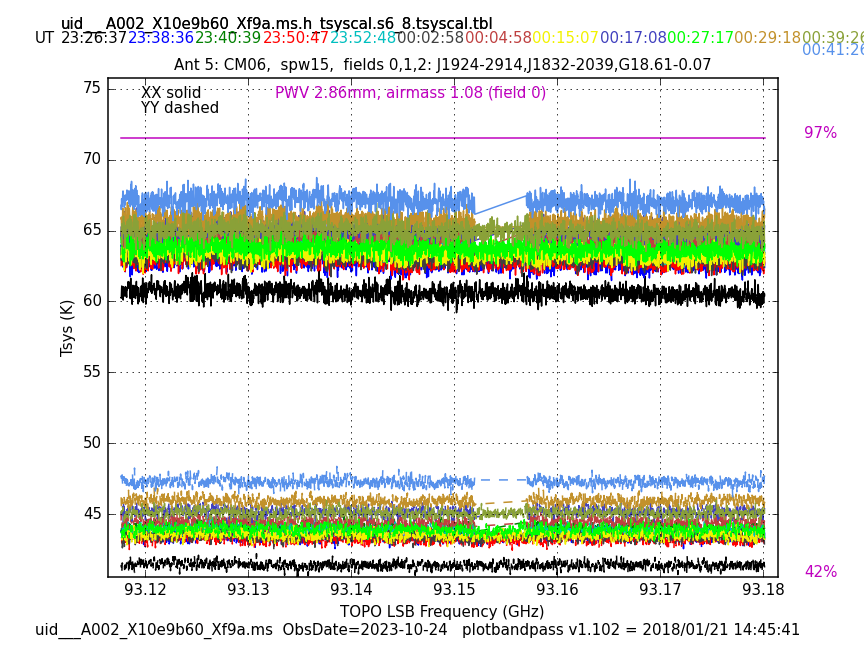 uid___A002_X10e9b60_Xf9a.ms.h_tsyscal.s6_8.tsyscal.tbl
UT 23:26:37 23:38:36 23:40:39 23:50:47 23:52:48 00:02:58 00:04:58 00:15:07 00:17:08 00:27:17 00:29:18 00:39:26
00:41:26
Ant 5: CM06, spw15, fields 0,1,2: J1924-2914,J1832-2039,G18.61-0.07
75
XX solid PWV 2.86mm, airmass 1.08 (field 0)
YY dashed
97%
70
65
60
Tsys (K)
55
50
45
42%
93.12 93.13 93.14 93.15 93.16 93.17 93.18
TOPO LSB Frequency (GHz)
uid___A002_X10e9b60_Xf9a.ms ObsDate=2023-10-24 plotbandpass v1.102 = 2018/01/21 14:45:41